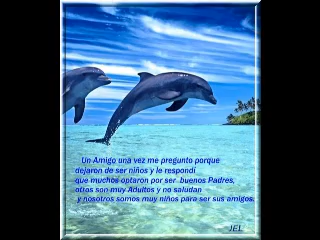 Un Amigo una vez me pregunto porque
dejaron de ser niños y le respondí
que muchos optaron por ser buenos Padres,
otros son muy Adultos y no saludan
y nosotros somos muy niños para ser sus amigos.
JEL